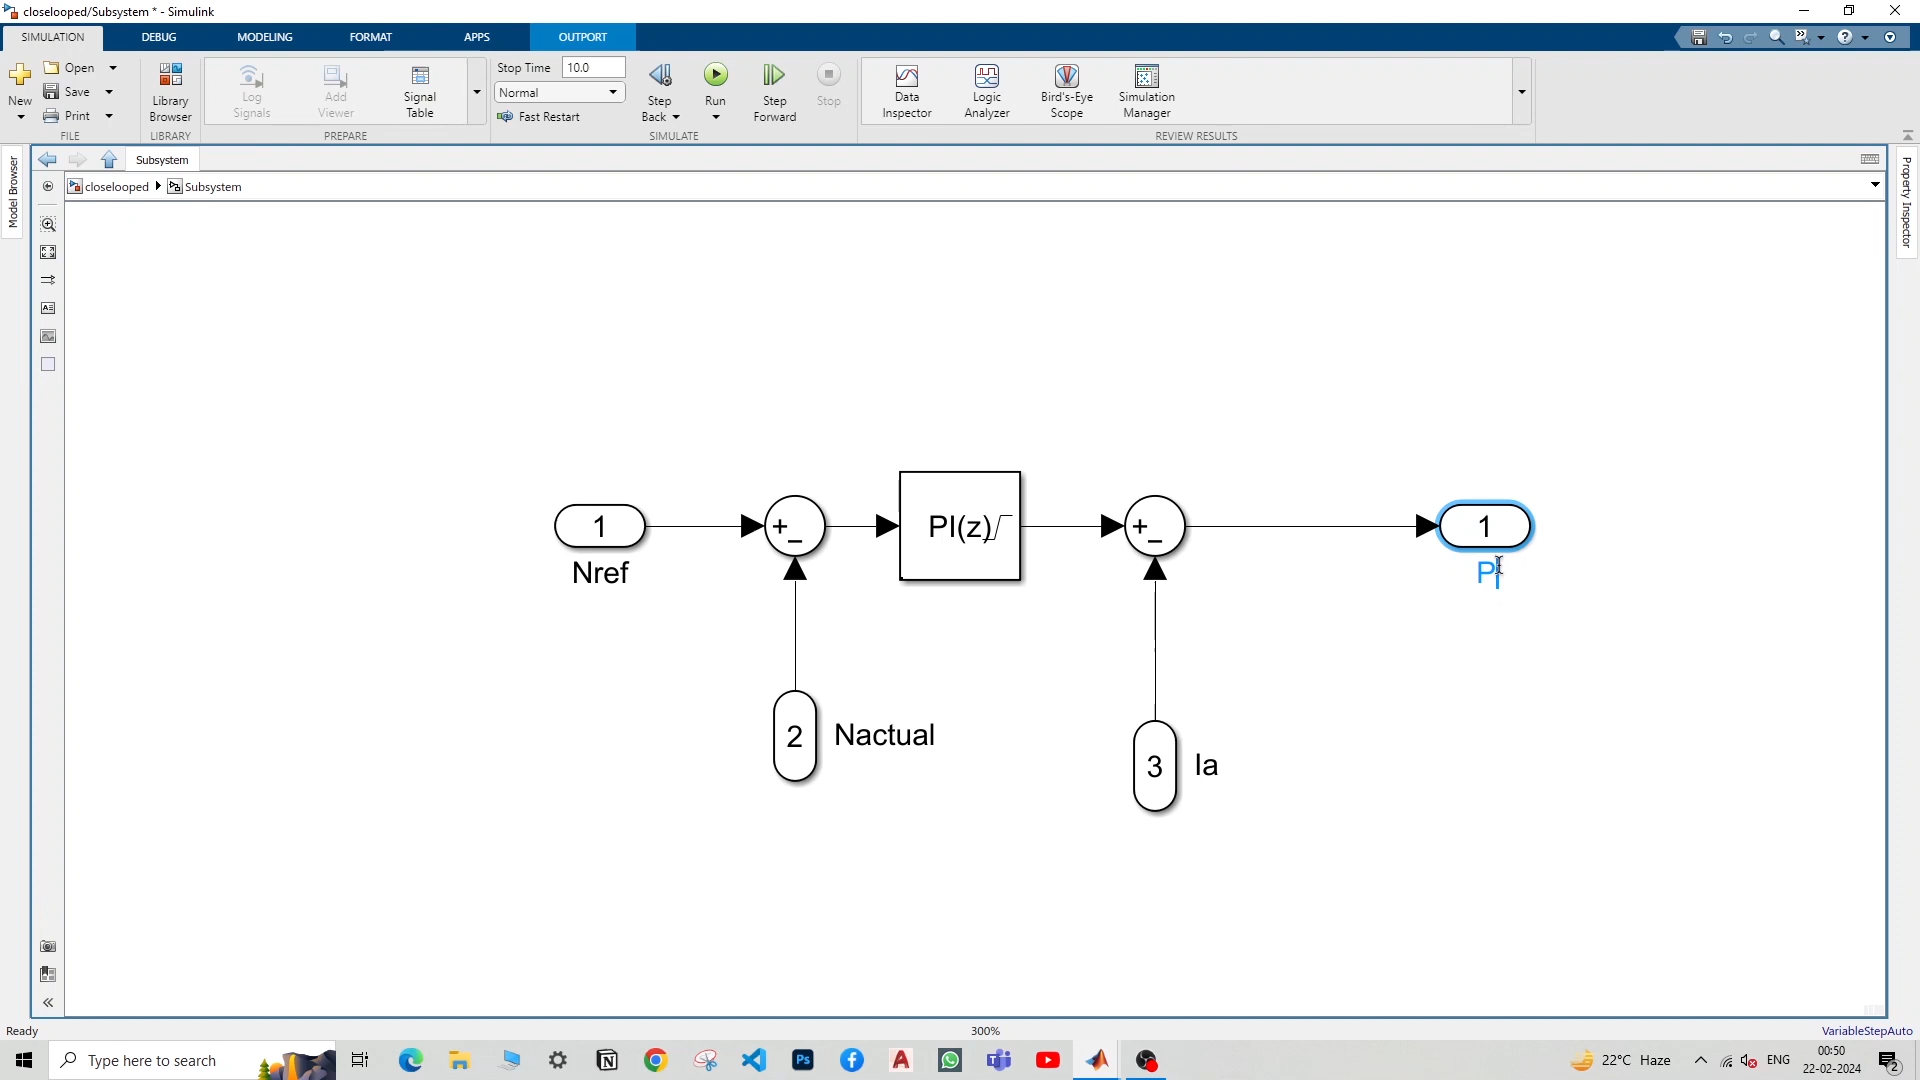 closelooped/Subsystem * - Simulink
SIMULATION DEBUG MODELING FORMAT APPS OUTPORT
New
Open
Save
Print
FILE
Library Browser
LIBRARY
Log Signals
Add Viewer
Signal Table
PREPARE
Stop Time 10.0
Normal
Fast Restart
Step Back
Run
Step Forward
Stop
SIMULATE
Data Inspector
Logic Analyzer
Bird's-Eye Scope
Simulation Manager
REVIEW RESULTS
Model Browser
Subsystem
closelooped Subsystem
Property Inspector
1
Nref
+
−
PI(z)
+
−
1
P
2
Nactual
3
Ia
Ready
300%
VariableStepAuto
Type here to search
22°C Haze
ENG
00:50
22-02-2024
2